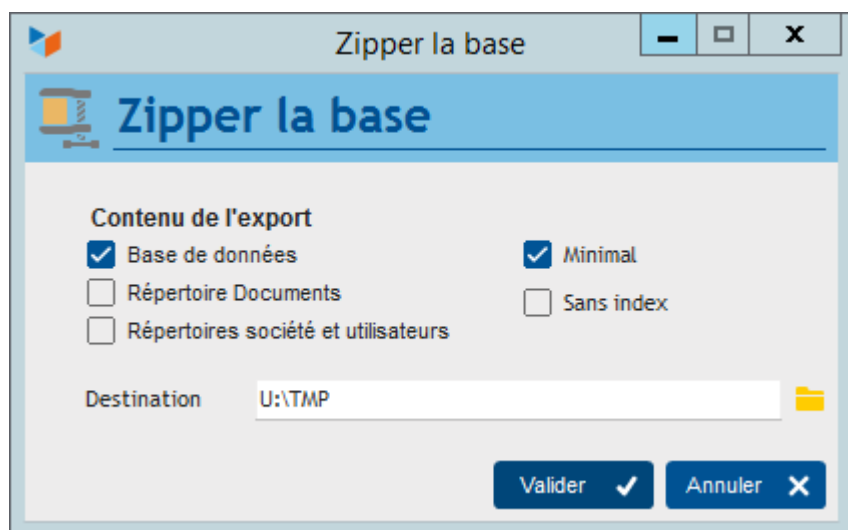 Zipper la base
Zipper la base
Contenu de l'export
Base de données
Minimal
Répertoire Documents
Sans index
Répertoires société et utilisateurs
Destination
U:\TMP
Valider
Annuler